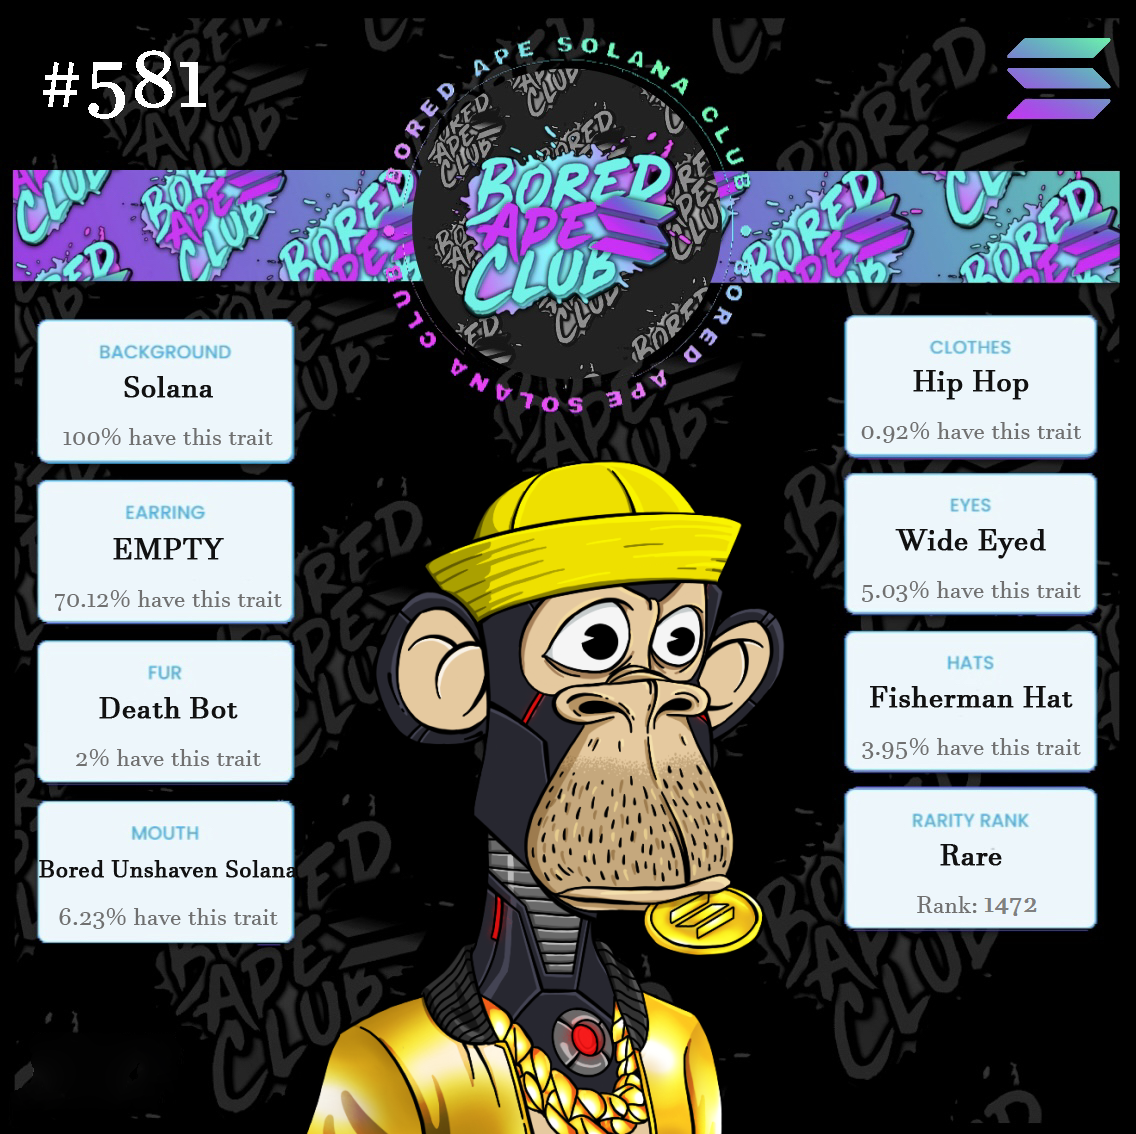 #581
BORED APE SOLANA CLUB
BORED APE SOLANA CLUB
BORED
APE
CLUB
BACKGROUND
Solana
100% have this trait
EARRING
EMPTY
70.12% have this trait
FUR
Death Bot
2% have this trait
MOUTH
Bored Unshaven Solana
6.23% have this trait
CLOTHES
Hip Hop
0.92% have this trait
EYES
Wide Eyed
5.03% have this trait
HATS
Fisherman Hat
3.95% have this trait
RARITY RANK
Rare
Rank: 1472